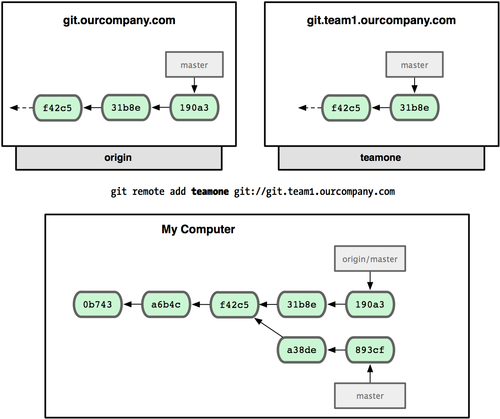 git.ourcompany.com
master
f42c5 31b8e 190a3
origin
git.team1.ourcompany.com
master
f42c5 31b8e
teamone
git remote add teamone git://git.team1.ourcompany.com
My Computer
origin/master
0b743 a6b4c f42c5 31b8e 190a3
a38de 893cf
master